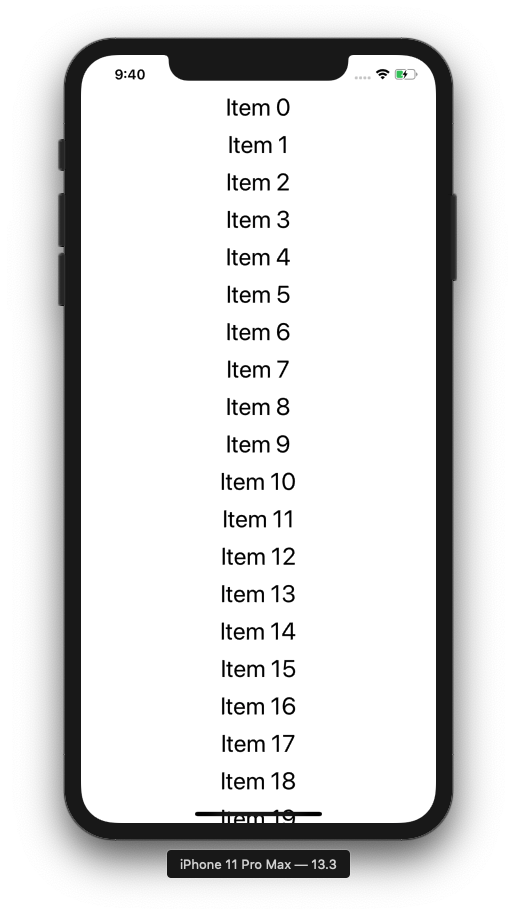 9:40
Item 0
Item 1
Item 2
Item 3
Item 4
Item 5
Item 6
Item 7
Item 8
Item 9
Item 10
Item 11
Item 12
Item 13
Item 14
Item 15
Item 16
Item 17
Item 18
Item 19
iPhone 11 Pro Max — 13.3